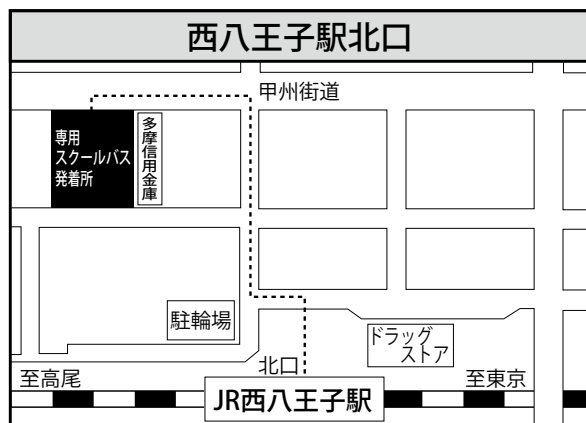 西八王子駅北口
甲州街道
専用
スクールバス
発着所
多摩信用金庫
駐輪場
ドラッグ
ストア
北口
至高尾
至東京
JR西八王子駅